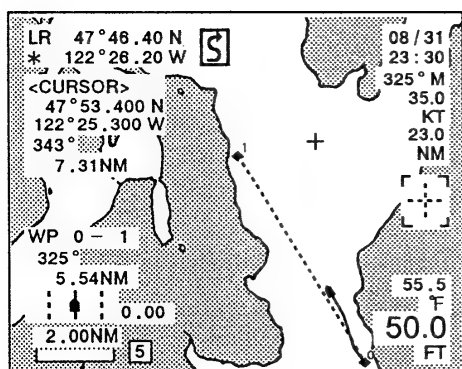 LR 47°46.40 N
* 122°26.20 W
S
<CURSOR>
47°53.400 N
122°25.300 W
343°
7.31NM
WP 0 - 1
325°
5.54NM
0.00
2.00NM
5
1
0
08/31
23:30
325°M
35.0
KT
23.0
NM
55.5
°F
50.0
FT